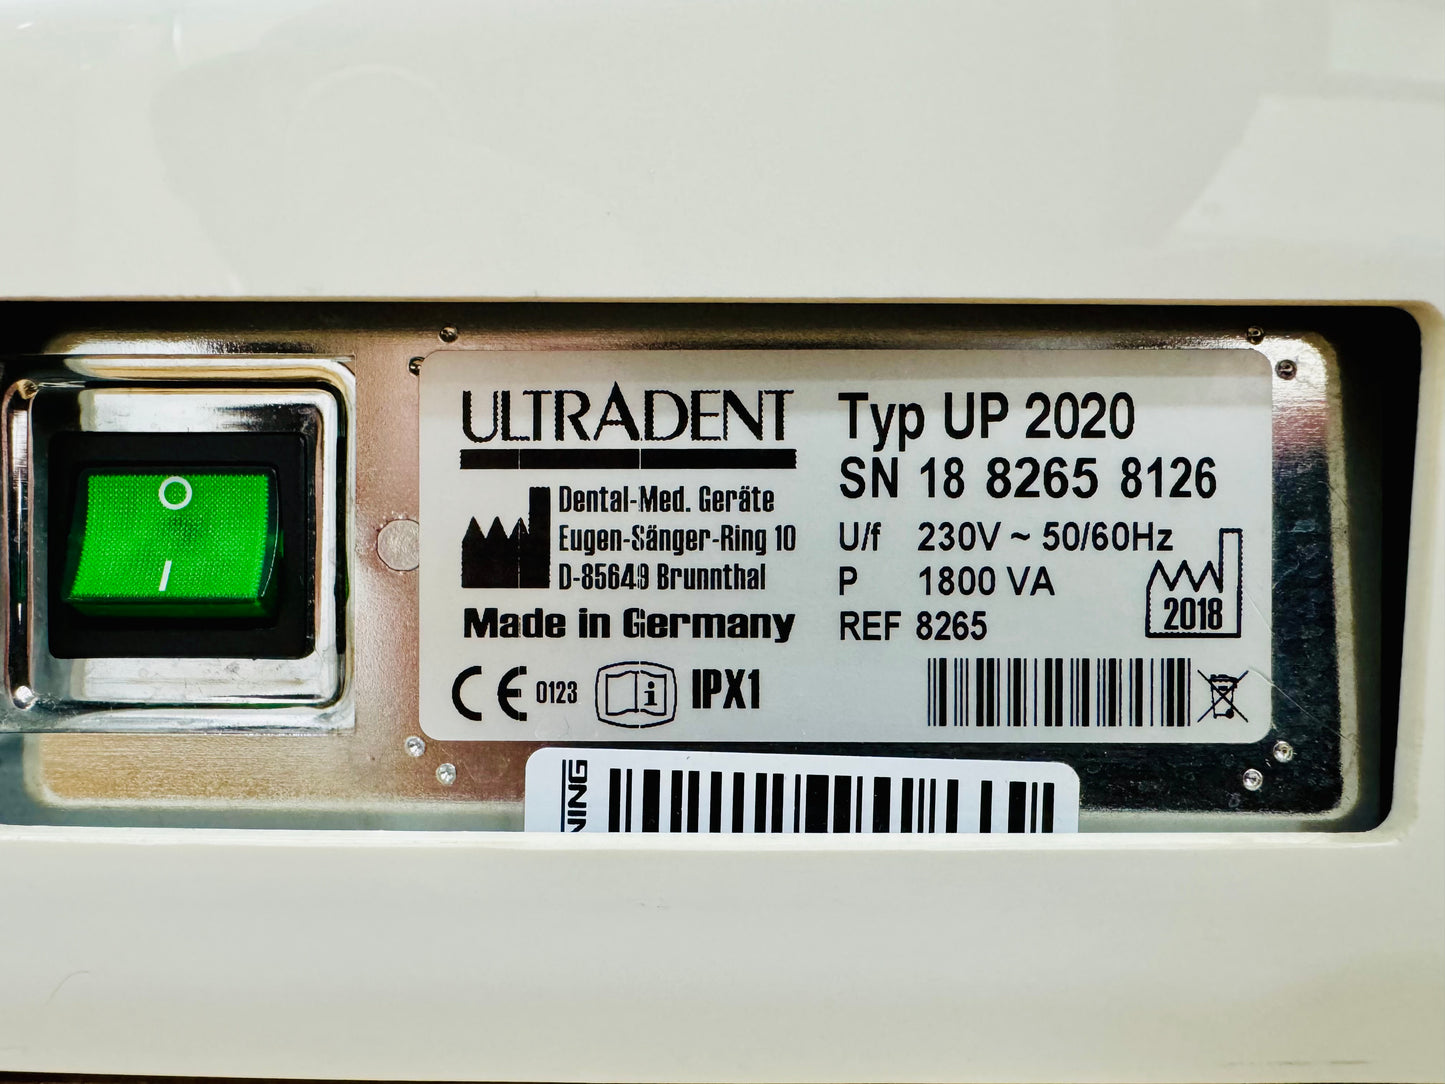 O
I
ULTRADENT
Dental-Med. Geräte
Eugen-Sänger-Ring 10
D-85649 Brunnthal
Made in Germany
CE 0123
i
IPX1
Typ UP 2020
SN 18 8265 8126
U/f 230V ~ 50/60Hz
P 1800 VA
REF 8265
2018